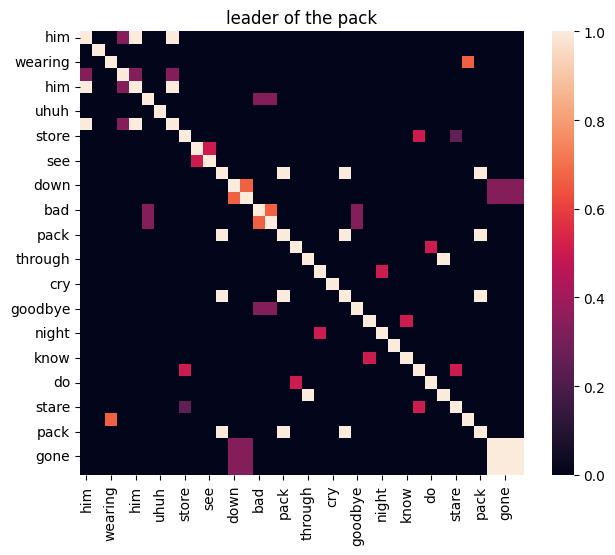 leader of the pack
him
wearing
him
uhuh
store
see
down
bad
pack
through
cry
goodbye
night
know
do
stare
pack
gone
1.0
0.8
0.6
0.4
0.2
0.0
him
wearing
him
uhuh
store
see
down
bad
pack
through
cry
goodbye
night
know
do
stare
pack
gone